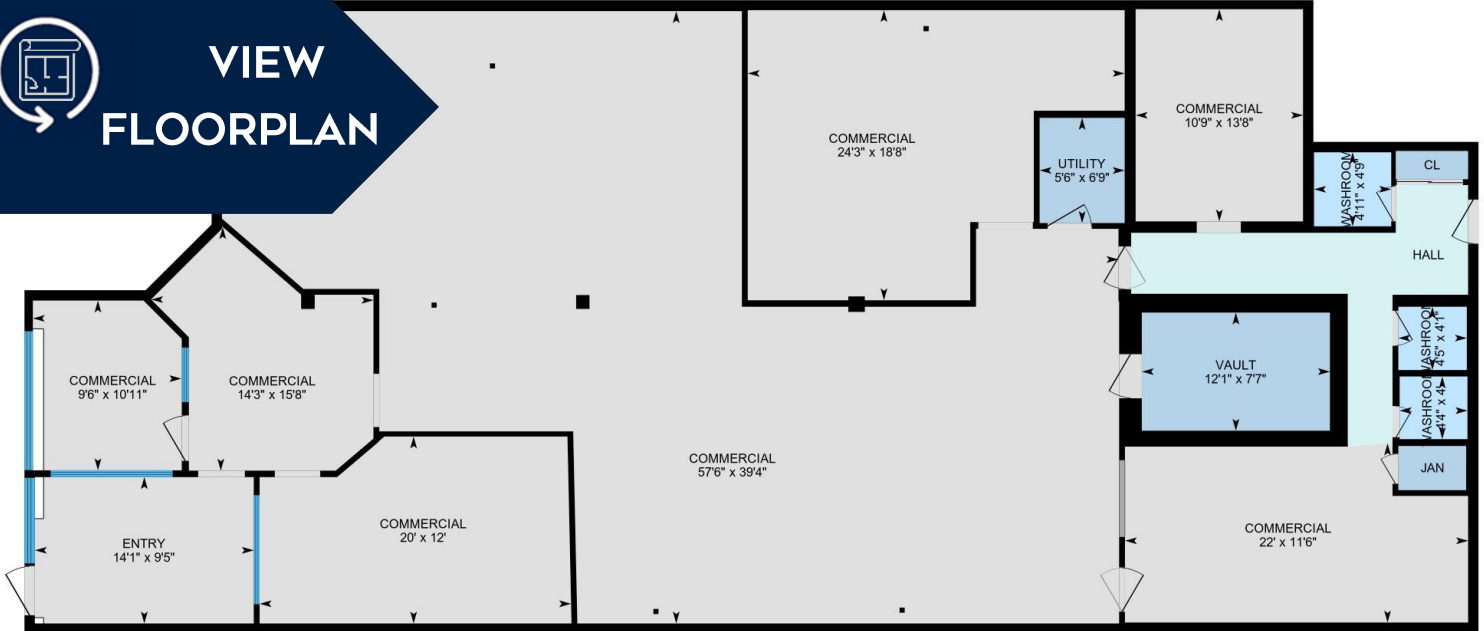 VIEW
FLOORPLAN
COMMERCIAL
24'3" x 18'8"
COMMERCIAL
10'9" x 13'8"
UTILITY
5'6" x 6'9"
WASHROOM
4'11" x 4'9"
CL
HALL
COMMERCIAL
9'6" x 10'11"
COMMERCIAL
14'3" x 15'8"
VAULT
12'1" x 7'7"
WASHROOM
4'5" x 4'1"
WASHROOM
4'4" x 4'
COMMERCIAL
57'6" x 39'4"
JAN
ENTRY
14'1" x 9'5"
COMMERCIAL
20' x 12'
COMMERCIAL
22' x 11'6"